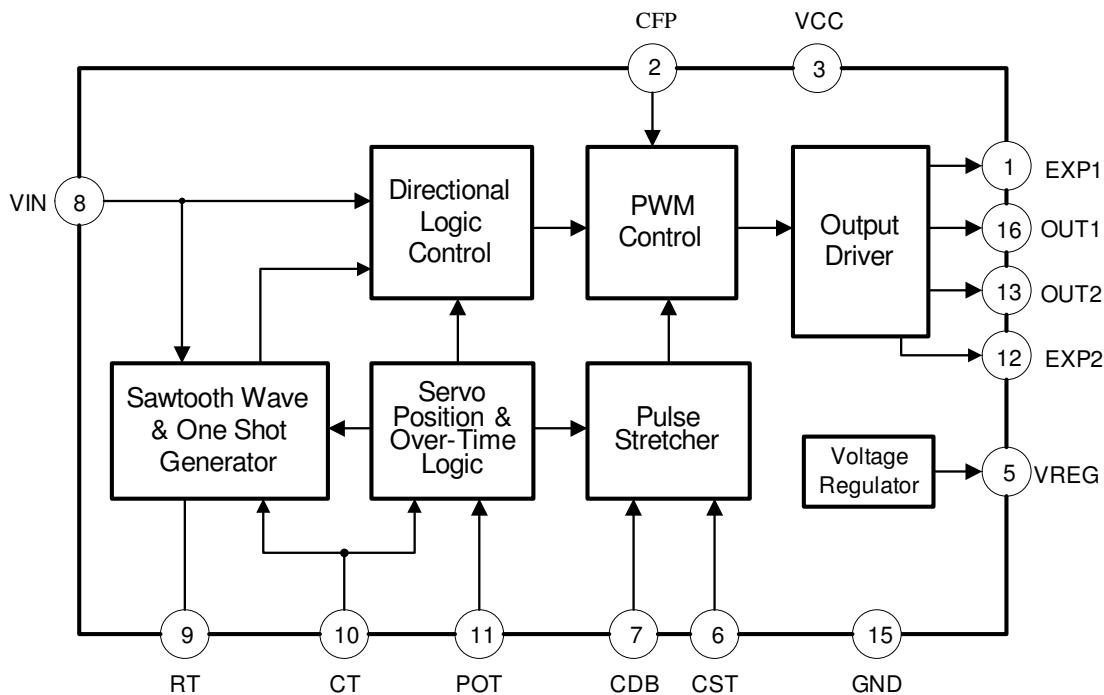 CFP
VCC
2
3
VIN
8
Directional
Logic
Control
PWM
Control
Output
Driver
1
EXP1
16
OUT1
13
OUT2
12
EXP2
Sawtooth Wave
& One Shot
Generator
Servo
Position &
Over-Time
Logic
Pulse
Stretcher
Voltage
Regulator
5
VREG
9
10
11
7
6
15
RT
CT
POT
CDB
CST
GND